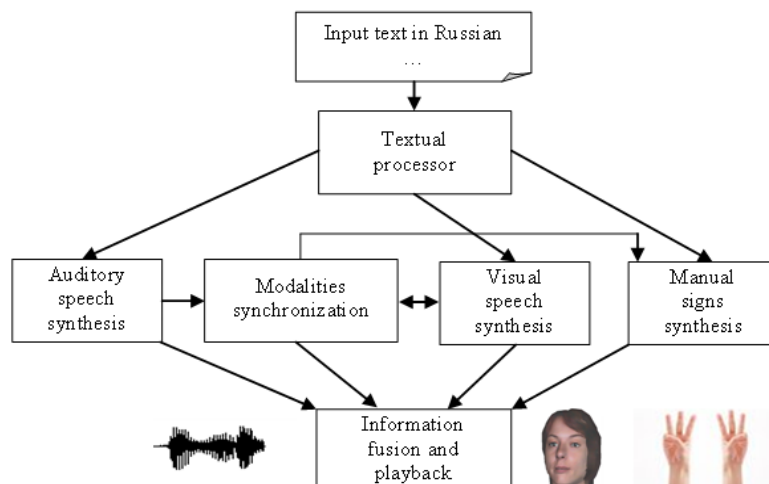 Input text in Russian
...
Textual
processor
Auditory
speech
synthesis
Modalities
synchronization
Visual
speech
synthesis
Manual
signs
synthesis
Information
fusion and
playback